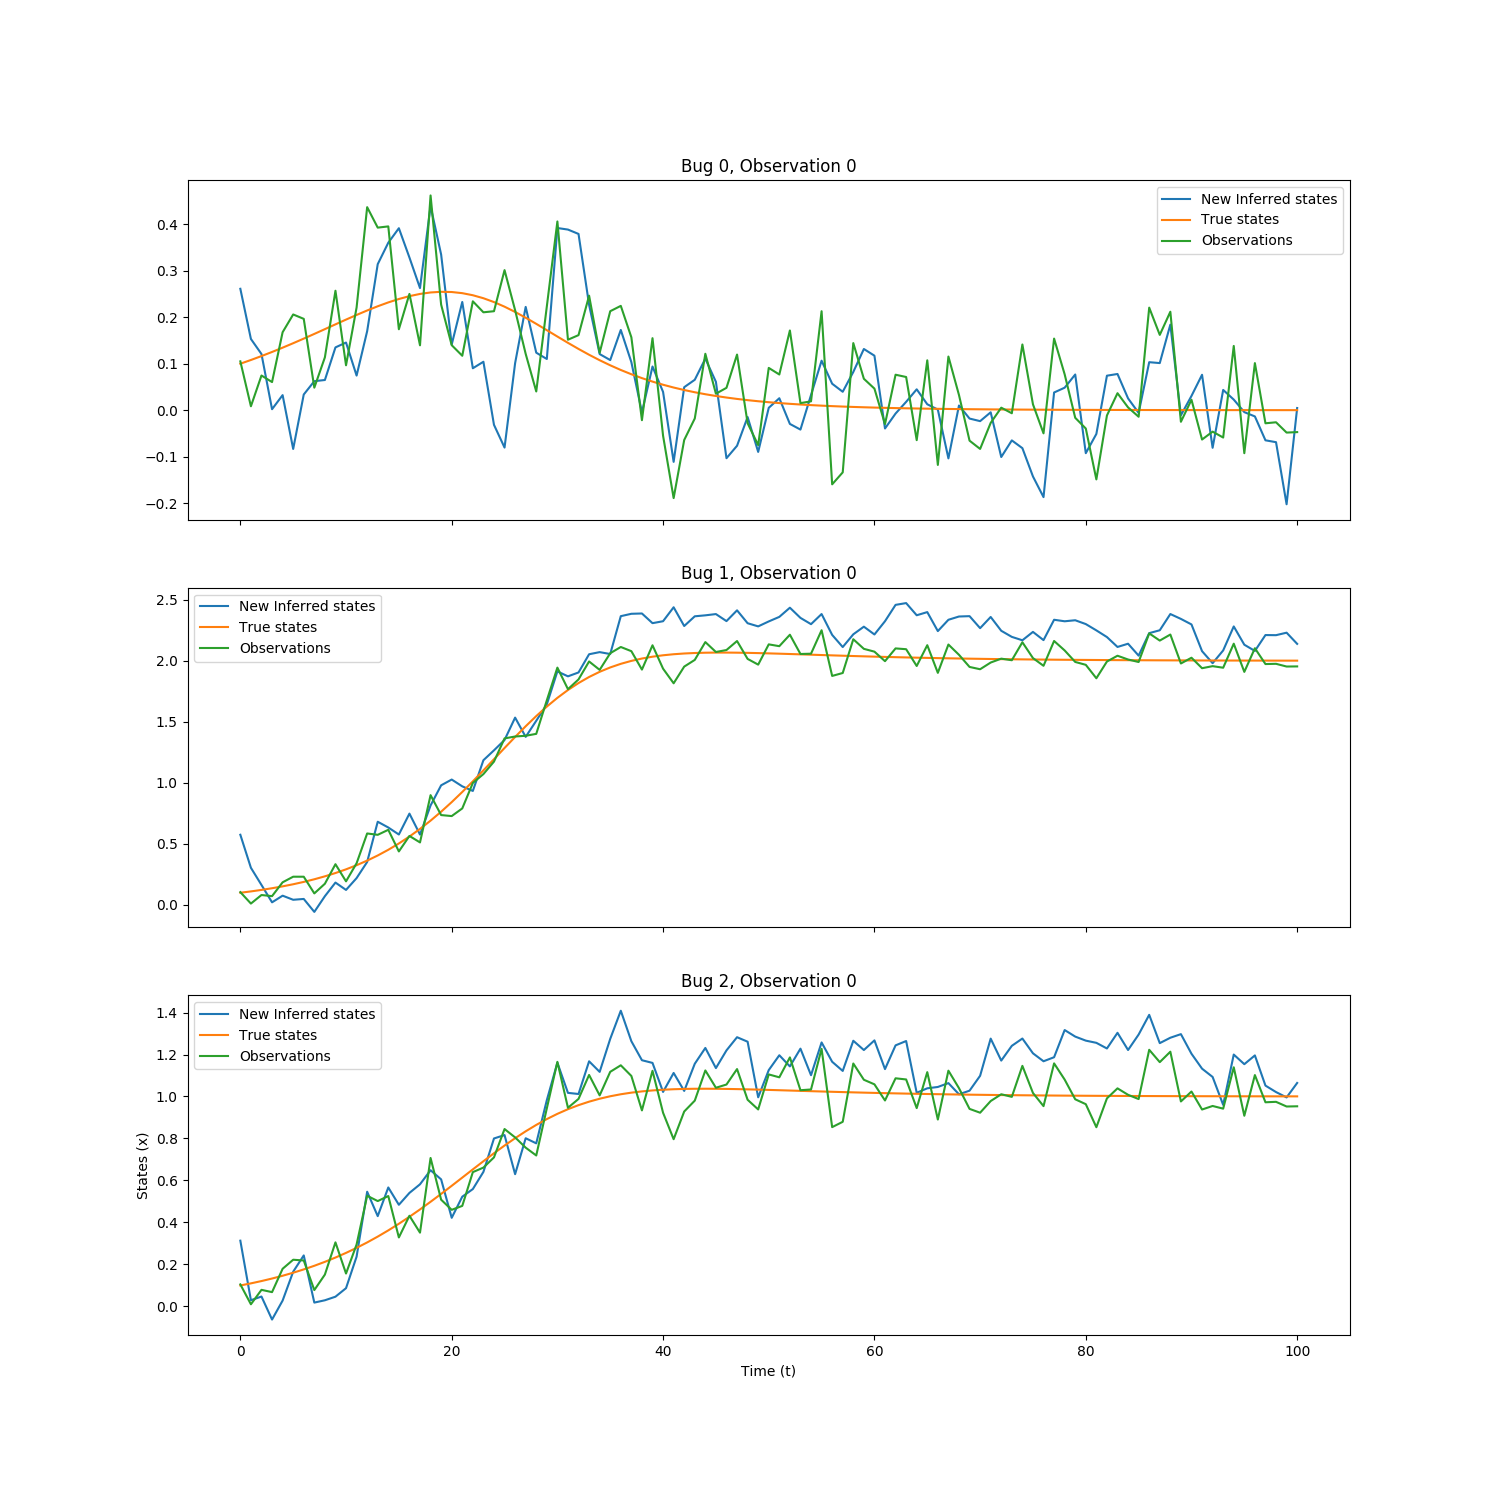 Bug 0, Observation 0
New Inferred states
True states
Observations
0.4
0.3
0.2
0.1
0.0
−0.1
−0.2
Bug 1, Observation 0
New Inferred states
True states
Observations
2.5
2.0
1.5
1.0
0.5
0.0
Bug 2, Observation 0
New Inferred states
True states
Observations
1.4
1.2
1.0
0.8
0.6
0.4
0.2
0.0
States (x)
0 20 40 60 80 100
Time (t)